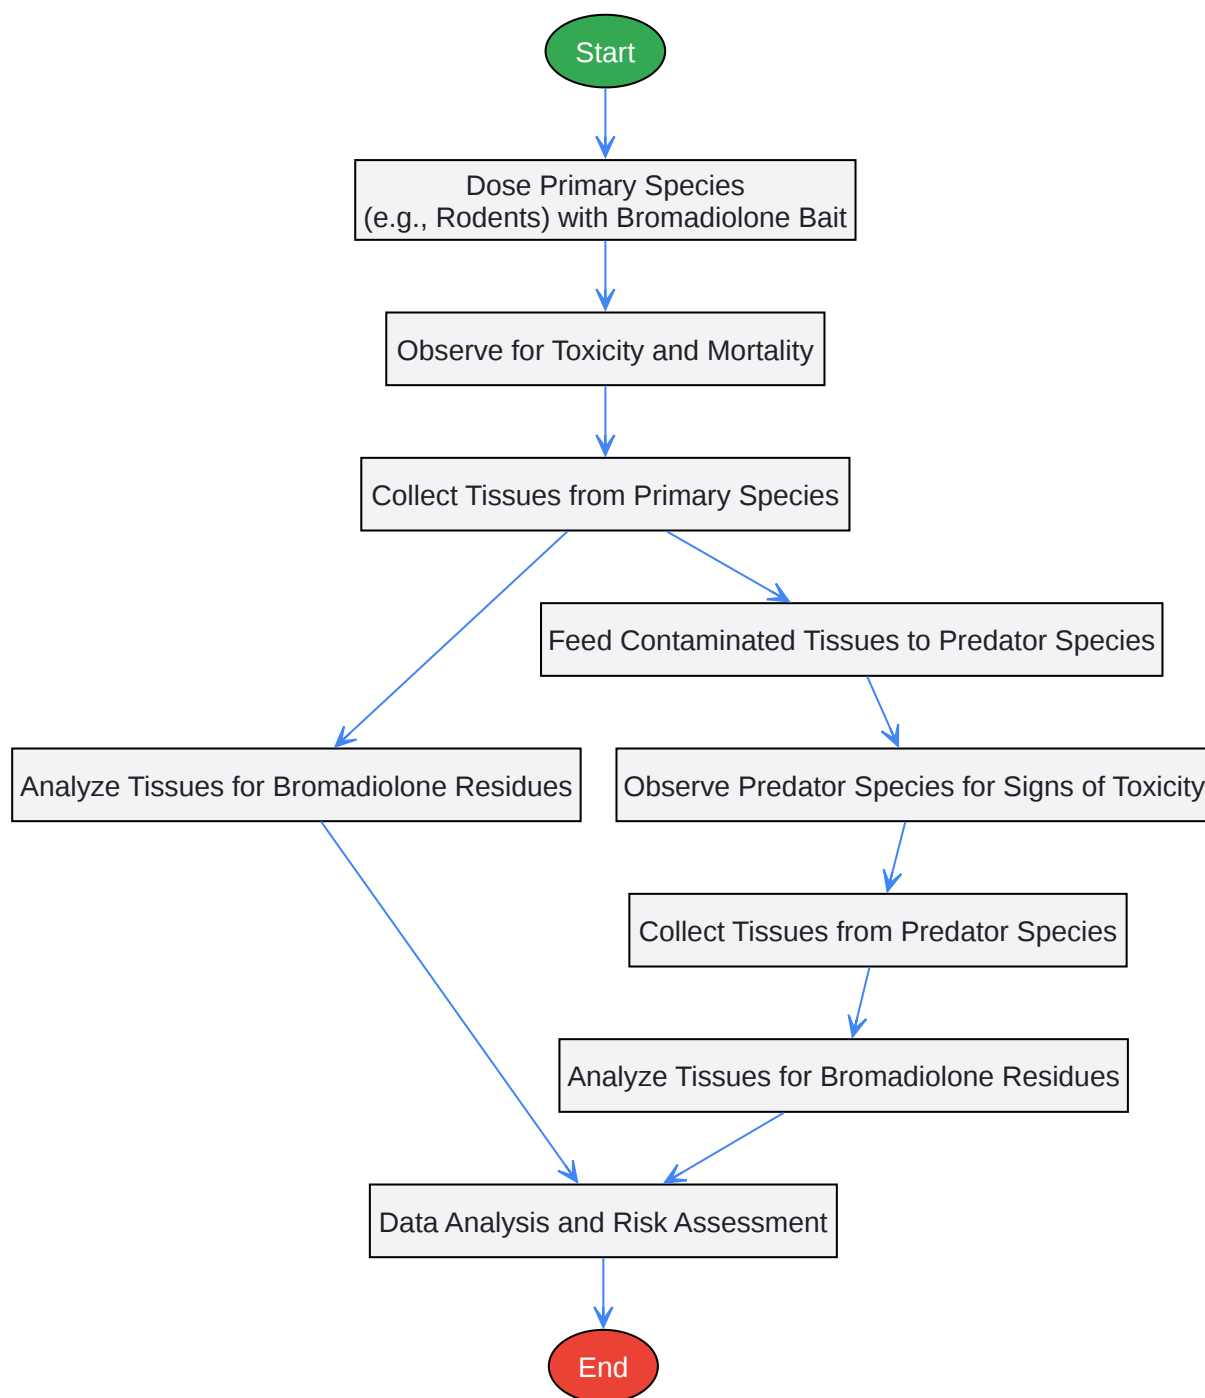 Start
Dose Primary Species
(e.g., Rodents) with Bromadiolone Bait
Observe for Toxicity and Mortality
Collect Tissues from Primary Species
Feed Contaminated Tissues to Predator Species
Analyze Tissues for Bromadiolone Residues
Observe Predator Species for Signs of Toxicity
Collect Tissues from Predator Species
Analyze Tissues for Bromadiolone Residues
Data Analysis and Risk Assessment
End